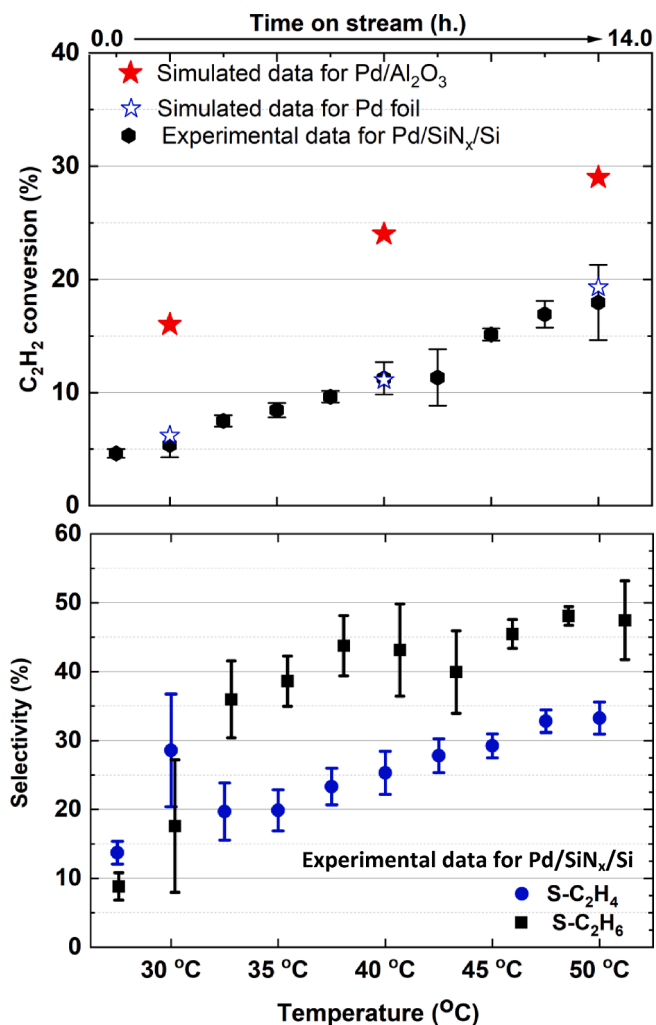 Time on stream (h.)
0.0 14.0
40
Simulated data for Pd/Al₂O₃
Simulated data for Pd foil
Experimental data for Pd/SiNₓ/Si
30
20
10
0
C₂H₂ conversion (%)
60
50
40
30
20
10
0
Selectivity (%)
Experimental data for Pd/SiNₓ/Si
S-C₂H₄
S-C₂H₆
30 °C 35 °C 40 °C 45 °C 50 °C
Temperature (°C)